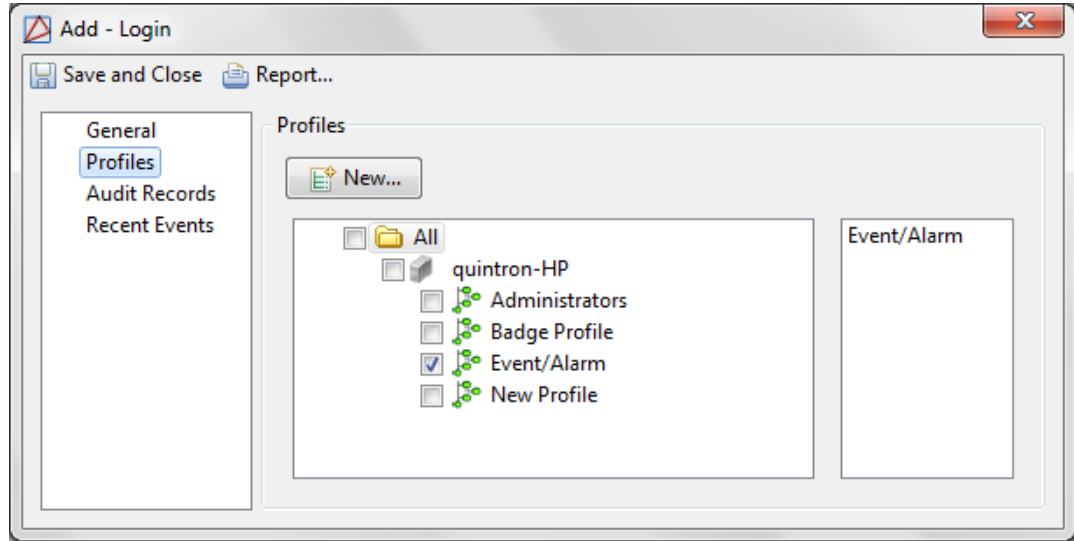 Add - Login
Save and Close Report...
General
Profiles
Audit Records
Recent Events
Profiles
New...
All
quintron-HP
Administrators
Badge Profile
Event/Alarm
New Profile
Event/Alarm